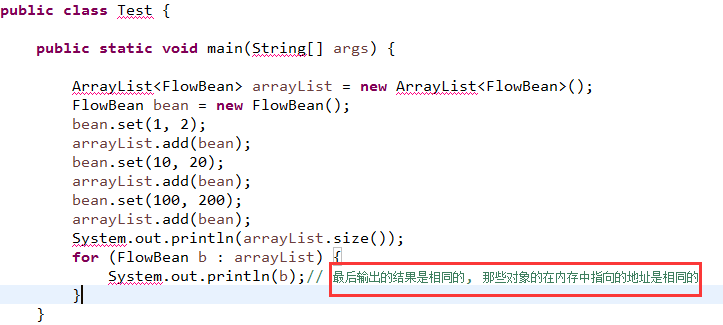 public class Test {
public static void main(String[] args) {
ArrayList<FlowBean> arrayList = new ArrayList<FlowBean>();
FlowBean bean = new FlowBean();
bean.set(1, 2);
arrayList.add(bean);
bean.set(10, 20);
arrayList.add(bean);
bean.set(100, 200);
arrayList.add(bean);
System.out.println(arrayList.size());
for (FlowBean b : arrayList) {
System.out.println(b);// 最后输出的结果是相同的, 那些对象的在内存中指向的地址是相同的
}
}